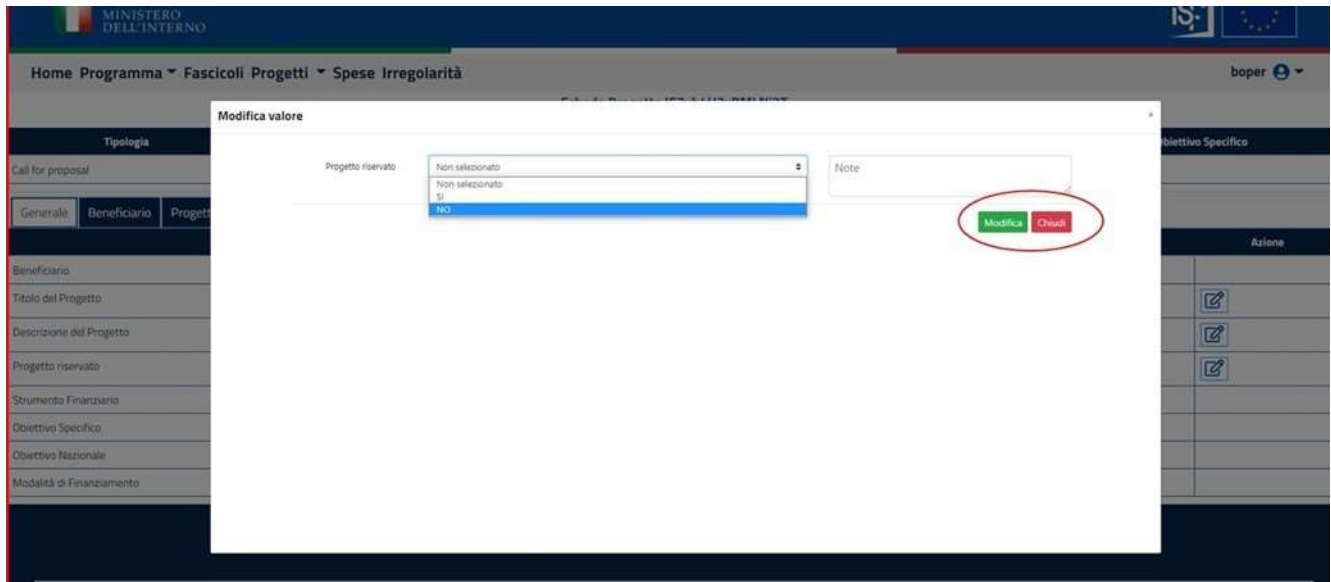 MINISTERO
DELL'INTERNO
Home Programma Fascicoli Progetti Spese Irregolarità
boper
Modifica valore
×
Tipologia
Obiettivo Specifico
Call for proposal
Progetto riservato
Non selezionato
Note
Non selezionato
SI
NO
Generale
Beneficiario
Progett
Modifica
Chiudi
Azione
Beneficiario
Titolo del Progetto
Descrizione del Progetto
Progetto riservato
Strumento Finanziario
Obiettivo Specifico
Obiettivo Nazionale
Modalità di Finanziamento